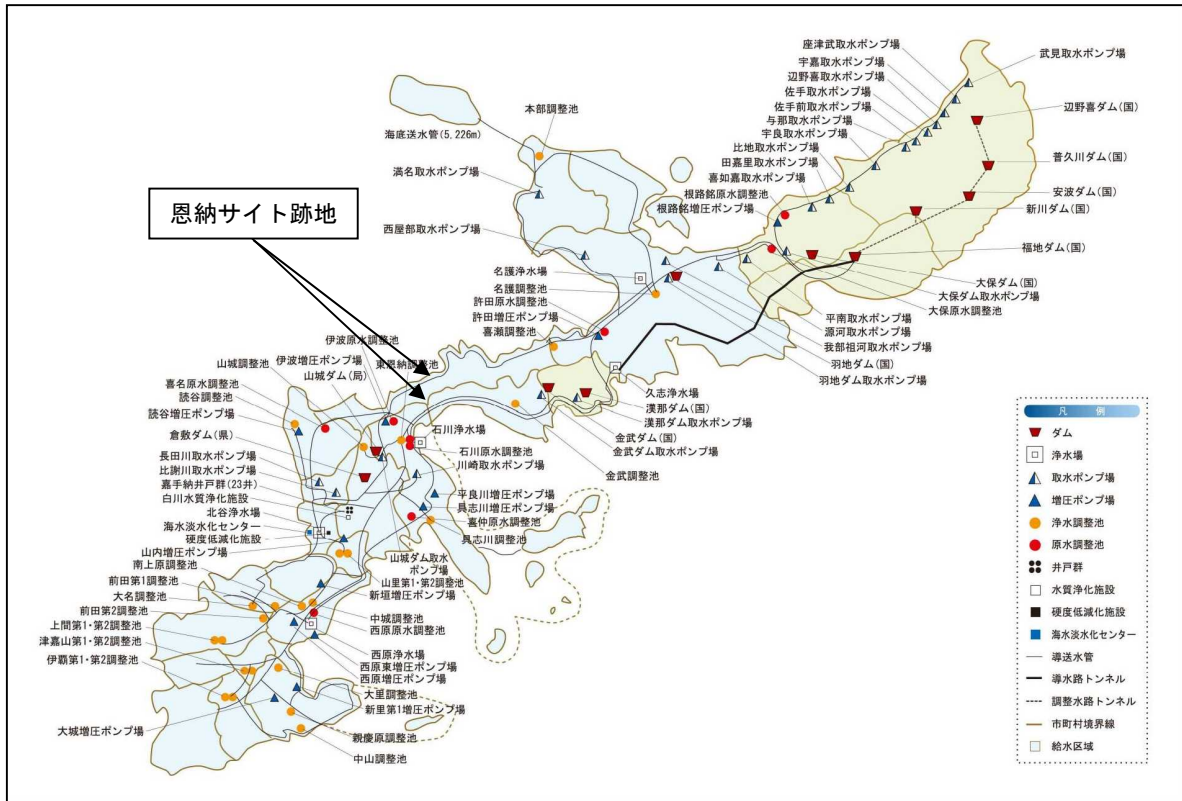 座津武取水ポンプ場
武見取水ポンプ場
宇嘉取水ポンプ場
辺野喜取水ポンプ場
佐手取水ポンプ場
佐手前取水ポンプ場
与那取水ポンプ場
宇良取水ポンプ場
比地取水ポンプ場
田嘉里取水ポンプ場
喜如嘉取水ポンプ場
根路銘原水調整池
根路銘増圧ポンプ場
辺野喜ダム(国)
普久川ダム(国)
安波ダム(国)
新川ダム(国)
福地ダム(国)
大保ダム(国)
大保ダム取水ポンプ場
大保原水調整池
平南取水ポンプ場
源河取水ポンプ場
我部祖河取水ポンプ場
羽地ダム(国)
羽地ダム取水ポンプ場
本部調整池
海底送水管(5,226m)
満名取水ポンプ場
恩納サイト跡地
西屋部取水ポンプ場
名護浄水場
名護調整池
許田原水調整池
許田増圧ポンプ場
喜瀬調整池
久志浄水場
漢那ダム(国)
漢那ダム取水ポンプ場
金武ダム(国)
金武ダム取水ポンプ場
金武調整池
伊波原水調整池
東恩納調整池
伊波増圧ポンプ場
山城ダム(局)
山城調整池
喜名原水調整池
読谷調整池
読谷増圧ポンプ場
倉敷ダム(県)
長田川取水ポンプ場
比謝川取水ポンプ場
嘉手納井戸群(23井)
白川水質浄化施設
北谷浄水場
海水淡水化センター
硬度低減化施設
山内増圧ポンプ場
南上原調整池
前田第1調整池
大名調整池
前田第2調整池
上間第1・第2調整池
津嘉山第1・第2調整池
伊覇第1・第2調整池
大城増圧ポンプ場
石川浄水場
石川原水調整池
川崎取水ポンプ場
平良川増圧ポンプ場
具志川増圧ポンプ場
喜仲原水調整池
具志川調整池
山城ダム取水
ポンプ場
山里第1・第2調整池
新垣増圧ポンプ場
中城調整池
西原原水調整池
西原浄水場
西原東増圧ポンプ場
西原増圧ポンプ場
大里調整池
新里第1増圧ポンプ場
親慶原調整池
中山調整池
凡例
ダム
浄水場
取水ポンプ場
増圧ポンプ場
浄水調整池
原水調整池
井戸群
水質浄化施設
硬度低減化施設
海水淡水化センター
導送水管
導水路トンネル
調整水路トンネル
市町村境界線
給水区域